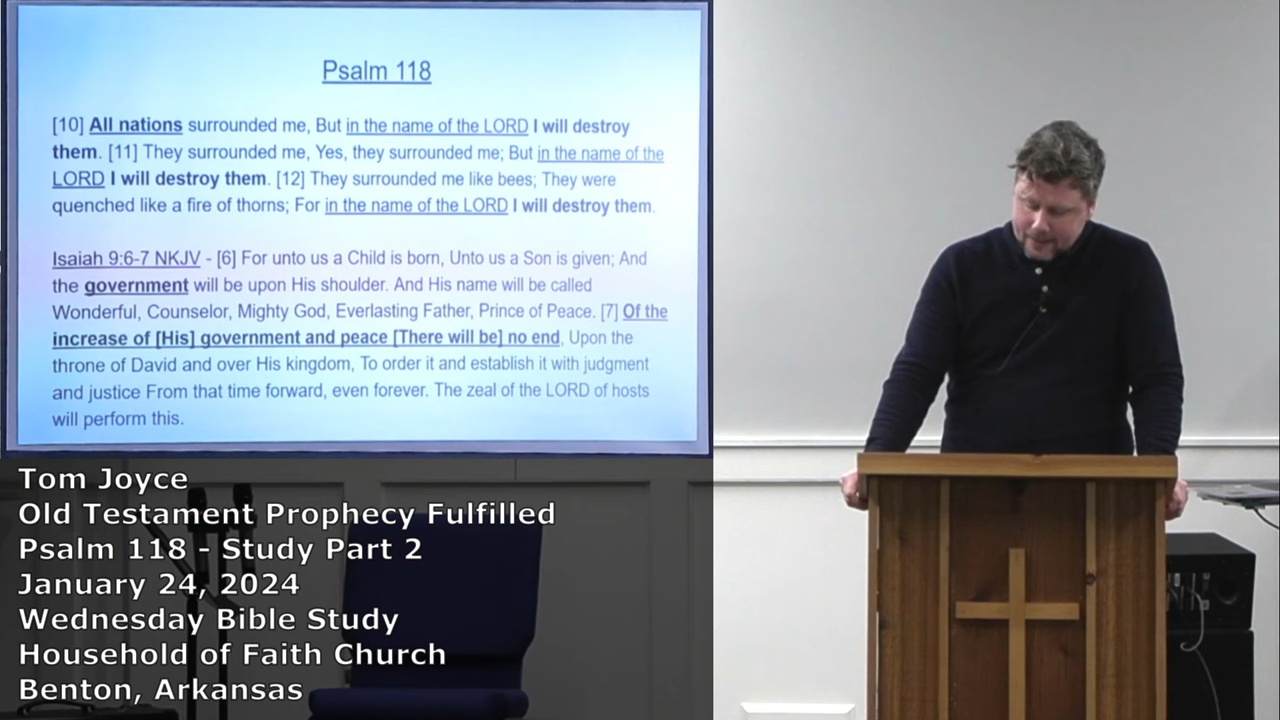 Psalm 118
[10] All nations surrounded me, But in the name of the LORD I will destroy
them. [11] They surrounded me, Yes, they surrounded me; But in the name of the
LORD I will destroy them. [12] They surrounded me like bees; They were
quenched like a fire of thorns; For in the name of the LORD I will destroy them.
Isaiah 9:6-7 NKJV - [6] For unto us a Child is born, Unto us a Son is given; And
the government will be upon His shoulder. And His name will be called
Wonderful, Counselor, Mighty God, Everlasting Father, Prince of Peace. [7] Of the
increase of [His] government and peace [There will be] no end, Upon the
throne of David and over His kingdom, To order it and establish it with judgment
and justice From that time forward, even forever. The zeal of the LORD of hosts
will perform this.
Tom Joyce
Old Testament Prophecy Fulfilled
Psalm 118 - Study Part 2
January 24, 2024
Wednesday Bible Study
Household of Faith Church
Benton, Arkansas